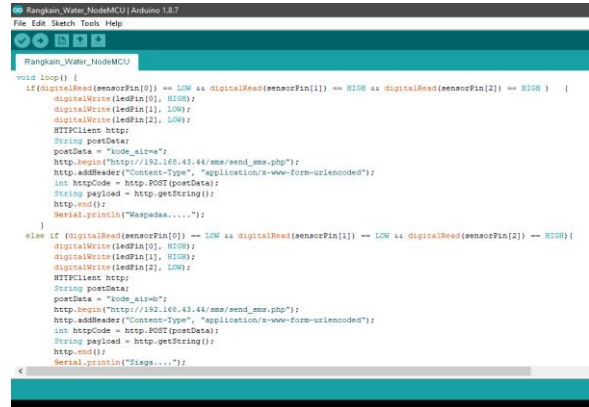 Rangkain_Water_NodeMCU | Arduino 1.8.7
File Edit Sketch Tools Help
Rangkain_Water_NodeMCU
void loop() {
if(digitalRead(sensorPin[0]) == LOW && digitalRead(sensorPin[1]) == HIGH && digitalRead(sensorPin[2]) == HIGH ) {
digitalWrite(ledPin[0], HIGH);
digitalWrite(ledPin[1], LOW);
digitalWrite(ledPin[2], LOW);
HTTPClient http;
String postData;
postData = "kode_air=a";
http.begin("http://192.168.43.44/sms/send_sms.php");
http.addHeader("Content-Type", "application/x-www-form-urlencoded");
int httpCode = http.POST(postData);
String payload = http.getString();
http.end();
Serial.println("Waspadaa.....");
}
else if (digitalRead(sensorPin[0]) == LOW && digitalRead(sensorPin[1]) == LOW && digitalRead(sensorPin[2]) == HIGH){
digitalWrite(ledPin[0], HIGH);
digitalWrite(ledPin[1], HIGH);
digitalWrite(ledPin[2], LOW);
HTTPClient http;
String postData;
postData = "kode_air=b";
http.begin("http://192.168.43.44/sms/send_sms.php");
http.addHeader("Content-Type", "application/x-www-form-urlencoded");
int httpCode = http.POST(postData);
String payload = http.getString();
http.end();
Serial.println("Siaga....");